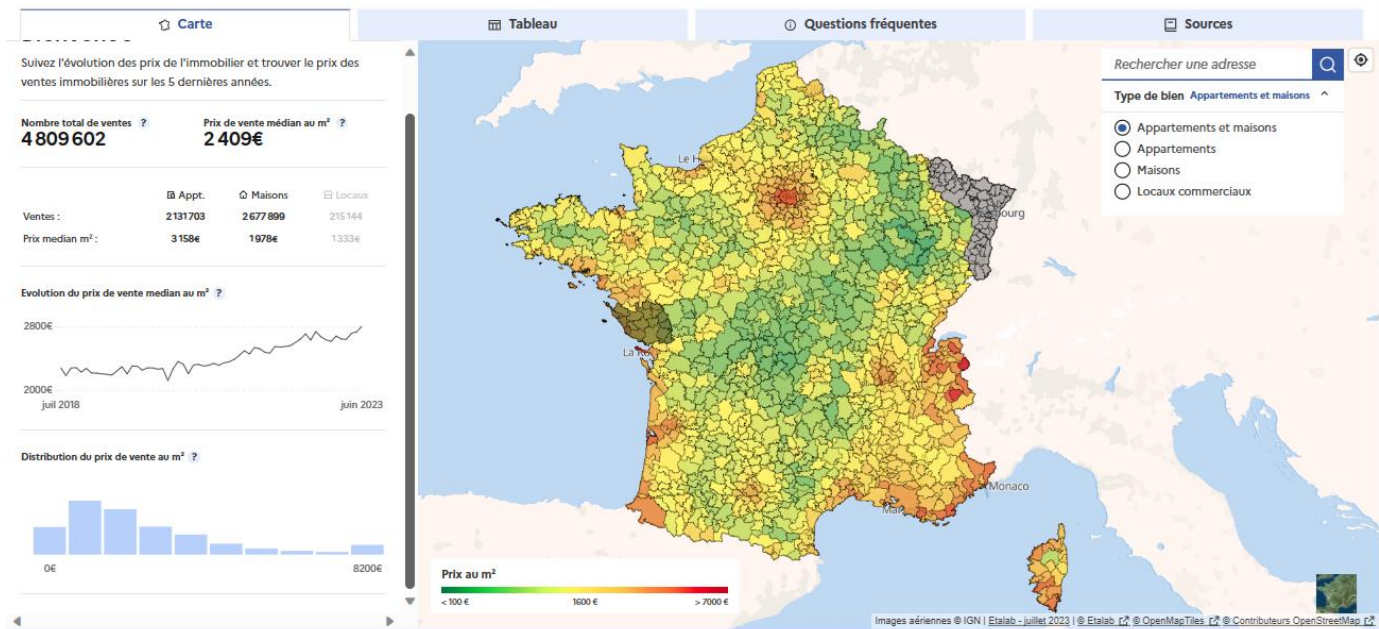 Carte
Tableau
Questions fréquentes
Sources
Suivez l'évolution des prix de l'immobilier et trouver le prix des
ventes immobilières sur les 5 dernières années.
Nombre total de ventes ?
4 809 602
Prix de vente médian au m² ?
2 409€
Appt.
Maisons
Locaux
Ventes :
2 131 703
2 677 899
215 144
Prix median m² :
3 158€
1 978€
1 333€
Evolution du prix de vente median au m² ?
2800€
2000€
juil 2018
juin 2023
Distribution du prix de vente au m² ?
0€
8200€
Le H
bourg
La Ro
Monaco
Mar
Prix au m²
< 100 €
1600 €
> 7000 €
Rechercher une adresse
Type de bien Appartements et maisons
Appartements et maisons
Appartements
Maisons
Locaux commerciaux
Images aériennes © IGN | Etalab - juillet 2023 | © Etalab © OpenMapTiles © Contributeurs OpenStreetMap